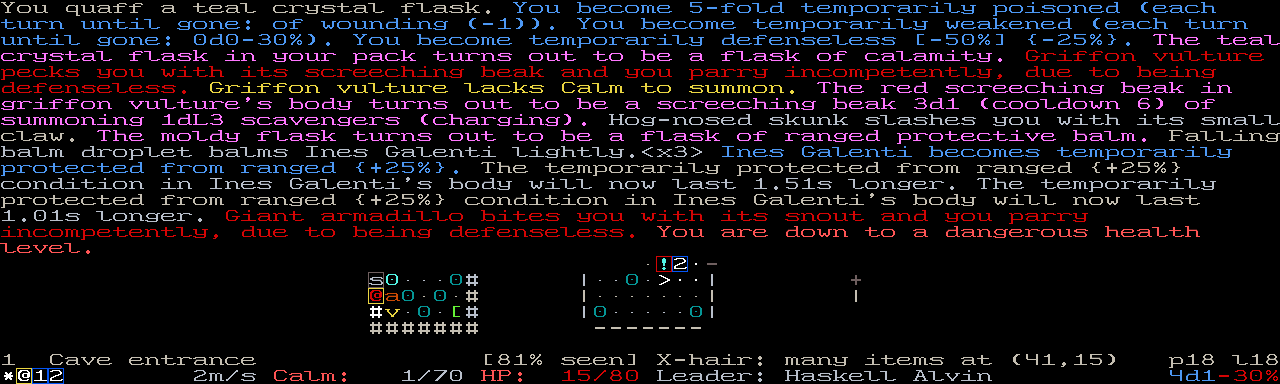 You quaff a teal crystal flask. You become 5-fold temporarily poisoned (each
turn until gone: of wounding (-1)). You become temporarily weakened (each turn
until gone: 0d0-30%). You become temporarily defenseless [-50%] {-25%}. The teal
crystal flask in your pack turns out to be a flask of calamity. Griffon vulture
pecks you with its screeching beak and you parry incompetently, due to being
defenseless. Griffon vulture lacks Calm to summon. The red screeching beak in
griffon vulture's body turns out to be a screeching beak 3d1 (cooldown 6) of
summoning 1dL3 scavengers (charging). Hog-nosed skunk slashes you with its small
claw. The moldy flask turns out to be a flask of ranged protective balm. Falling
balm droplet balms Ines Galenti lightly.<x3> Ines Galenti becomes temporarily
protected from ranged {+25%}. The temporarily protected from ranged {+25%}
condition in Ines Galenti's body will now last 1.51s longer. The temporarily
protected from ranged {+25%} condition in Ines Galenti's body will now last
1.01s longer. Giant armadillo bites you with its snout and you parry
incompetently, due to being defenseless. You are down to a dangerous health
level.
·!2·-
s0···0# |··0·>··| +
@a0·0·# |·······| |
#v·0·[# |0·····0|
####### -------
1 Cave entrance [81% seen] X-hair: many items at (41,15) p18 l18
*@12 2m/s Calm: 1/70 HP: 15/80 Leader: Haskell Alvin 4d1-30%